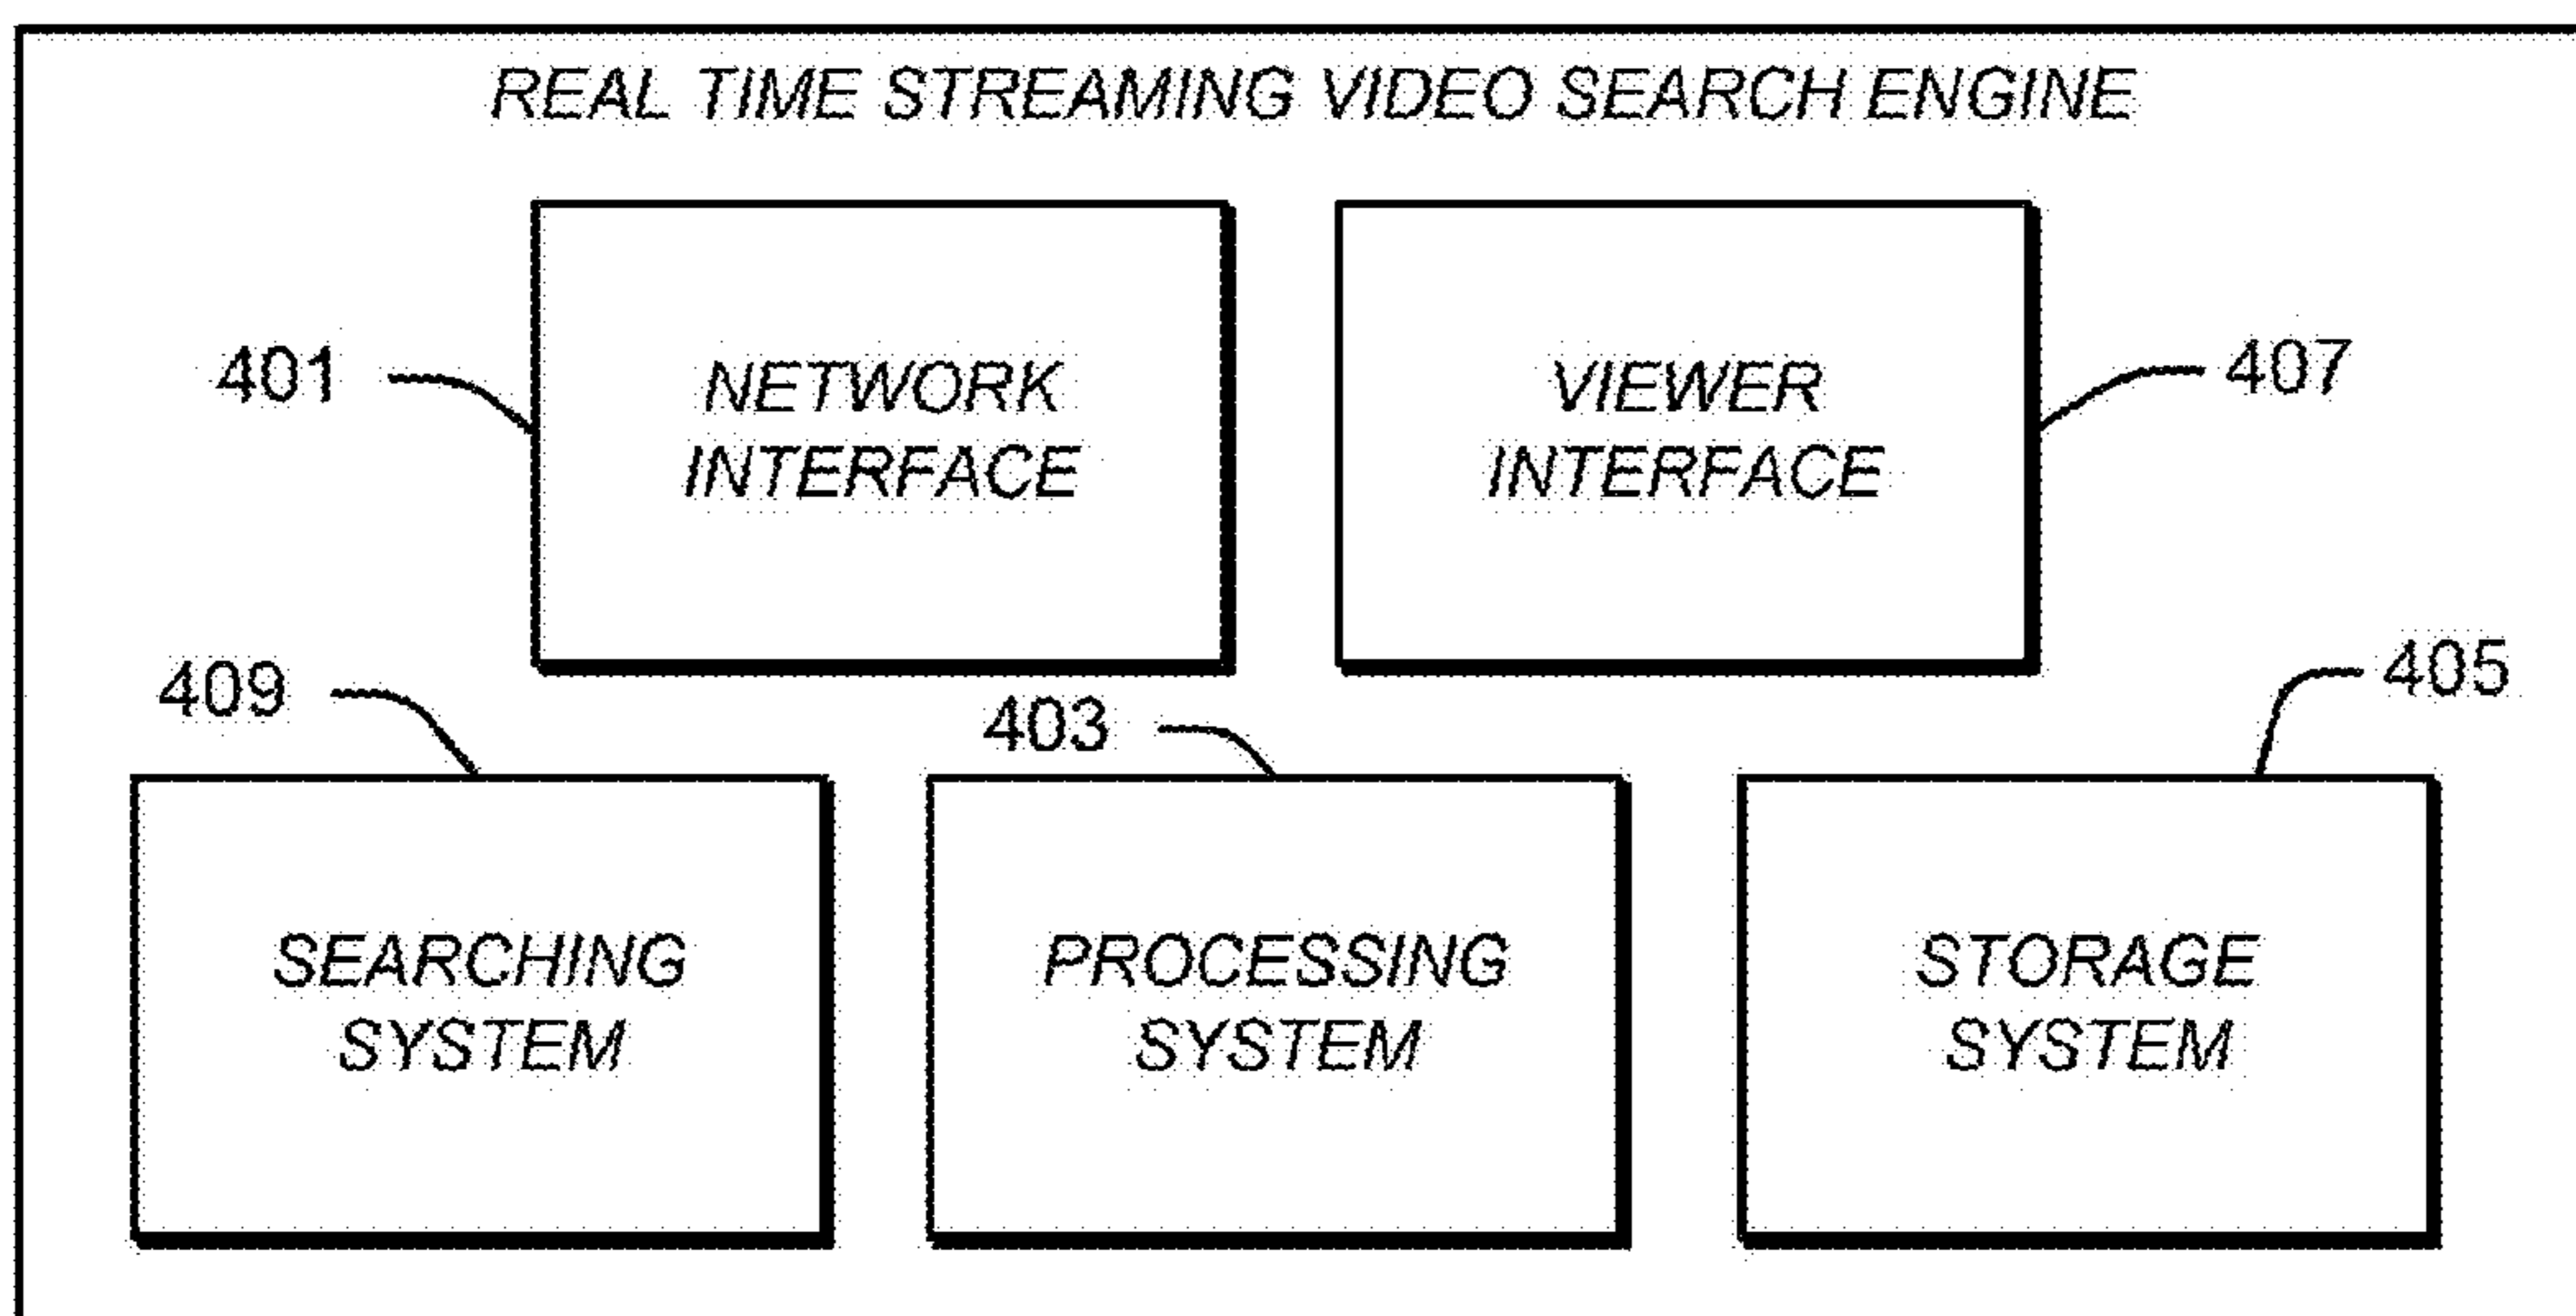 REAL TIME STREAMING VIDEO SEARCH ENGINE
401
NETWORK
INTERFACE
VIEWER
INTERFACE
407
409
403
405
SEARCHING
SYSTEM
PROCESSING
SYSTEM
STORAGE
SYSTEM